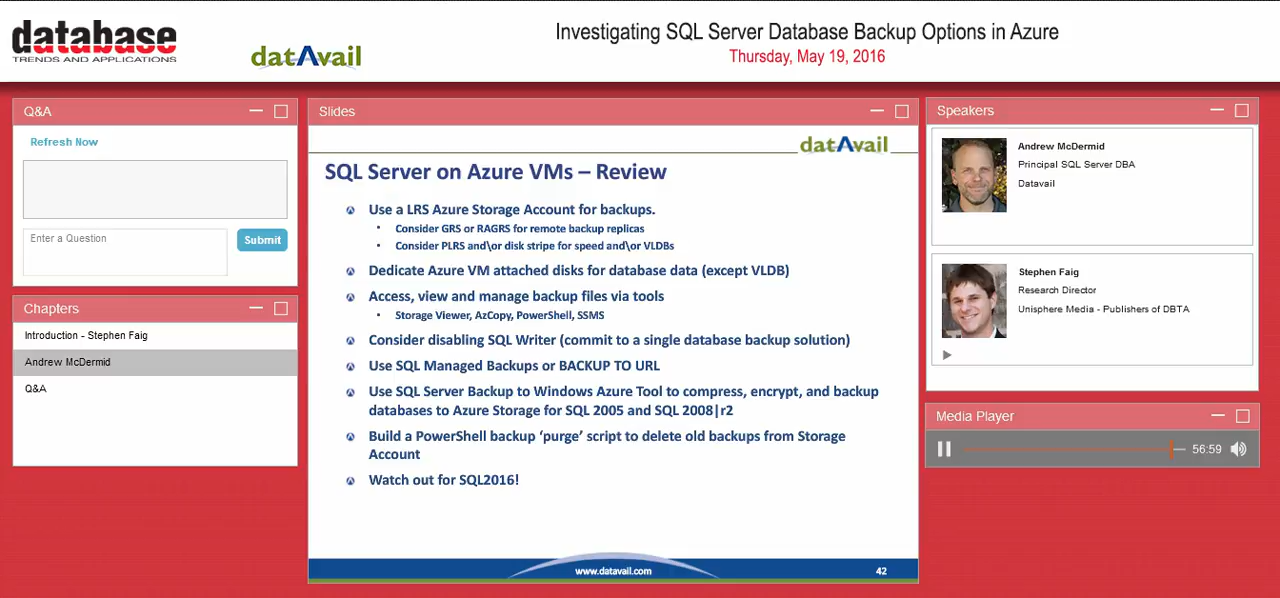 database
TRENDS AND APPLICATIONS
datAvail
Investigating SQL Server Database Backup Options in Azure
Thursday, May 19, 2016
Q&A
Refresh Now
Enter a Question
Submit
Chapters
Introduction - Stephen Faig
Andrew McDermid
Q&A
Slides
datAvail
SQL Server on Azure VMs – Review
Use a LRS Azure Storage Account for backups.
• Consider GRS or RAGRS for remote backup replicas
• Consider PLRS and\or disk stripe for speed and\or VLDBs
Dedicate Azure VM attached disks for database data (except VLDB)
Access, view and manage backup files via tools
• Storage Viewer, AzCopy, PowerShell, SSMS
Consider disabling SQL Writer (commit to a single database backup solution)
Use SQL Managed Backups or BACKUP TO URL
Use SQL Server Backup to Windows Azure Tool to compress, encrypt, and backup
databases to Azure Storage for SQL 2005 and SQL 2008|r2
Build a PowerShell backup ‘purge’ script to delete old backups from Storage
Account
Watch out for SQL2016!
www.datavail.com
42
Speakers
Andrew McDermid
Principal SQL Server DBA
Datavail
Stephen Faig
Research Director
Unisphere Media - Publishers of DBTA
Media Player
56:59